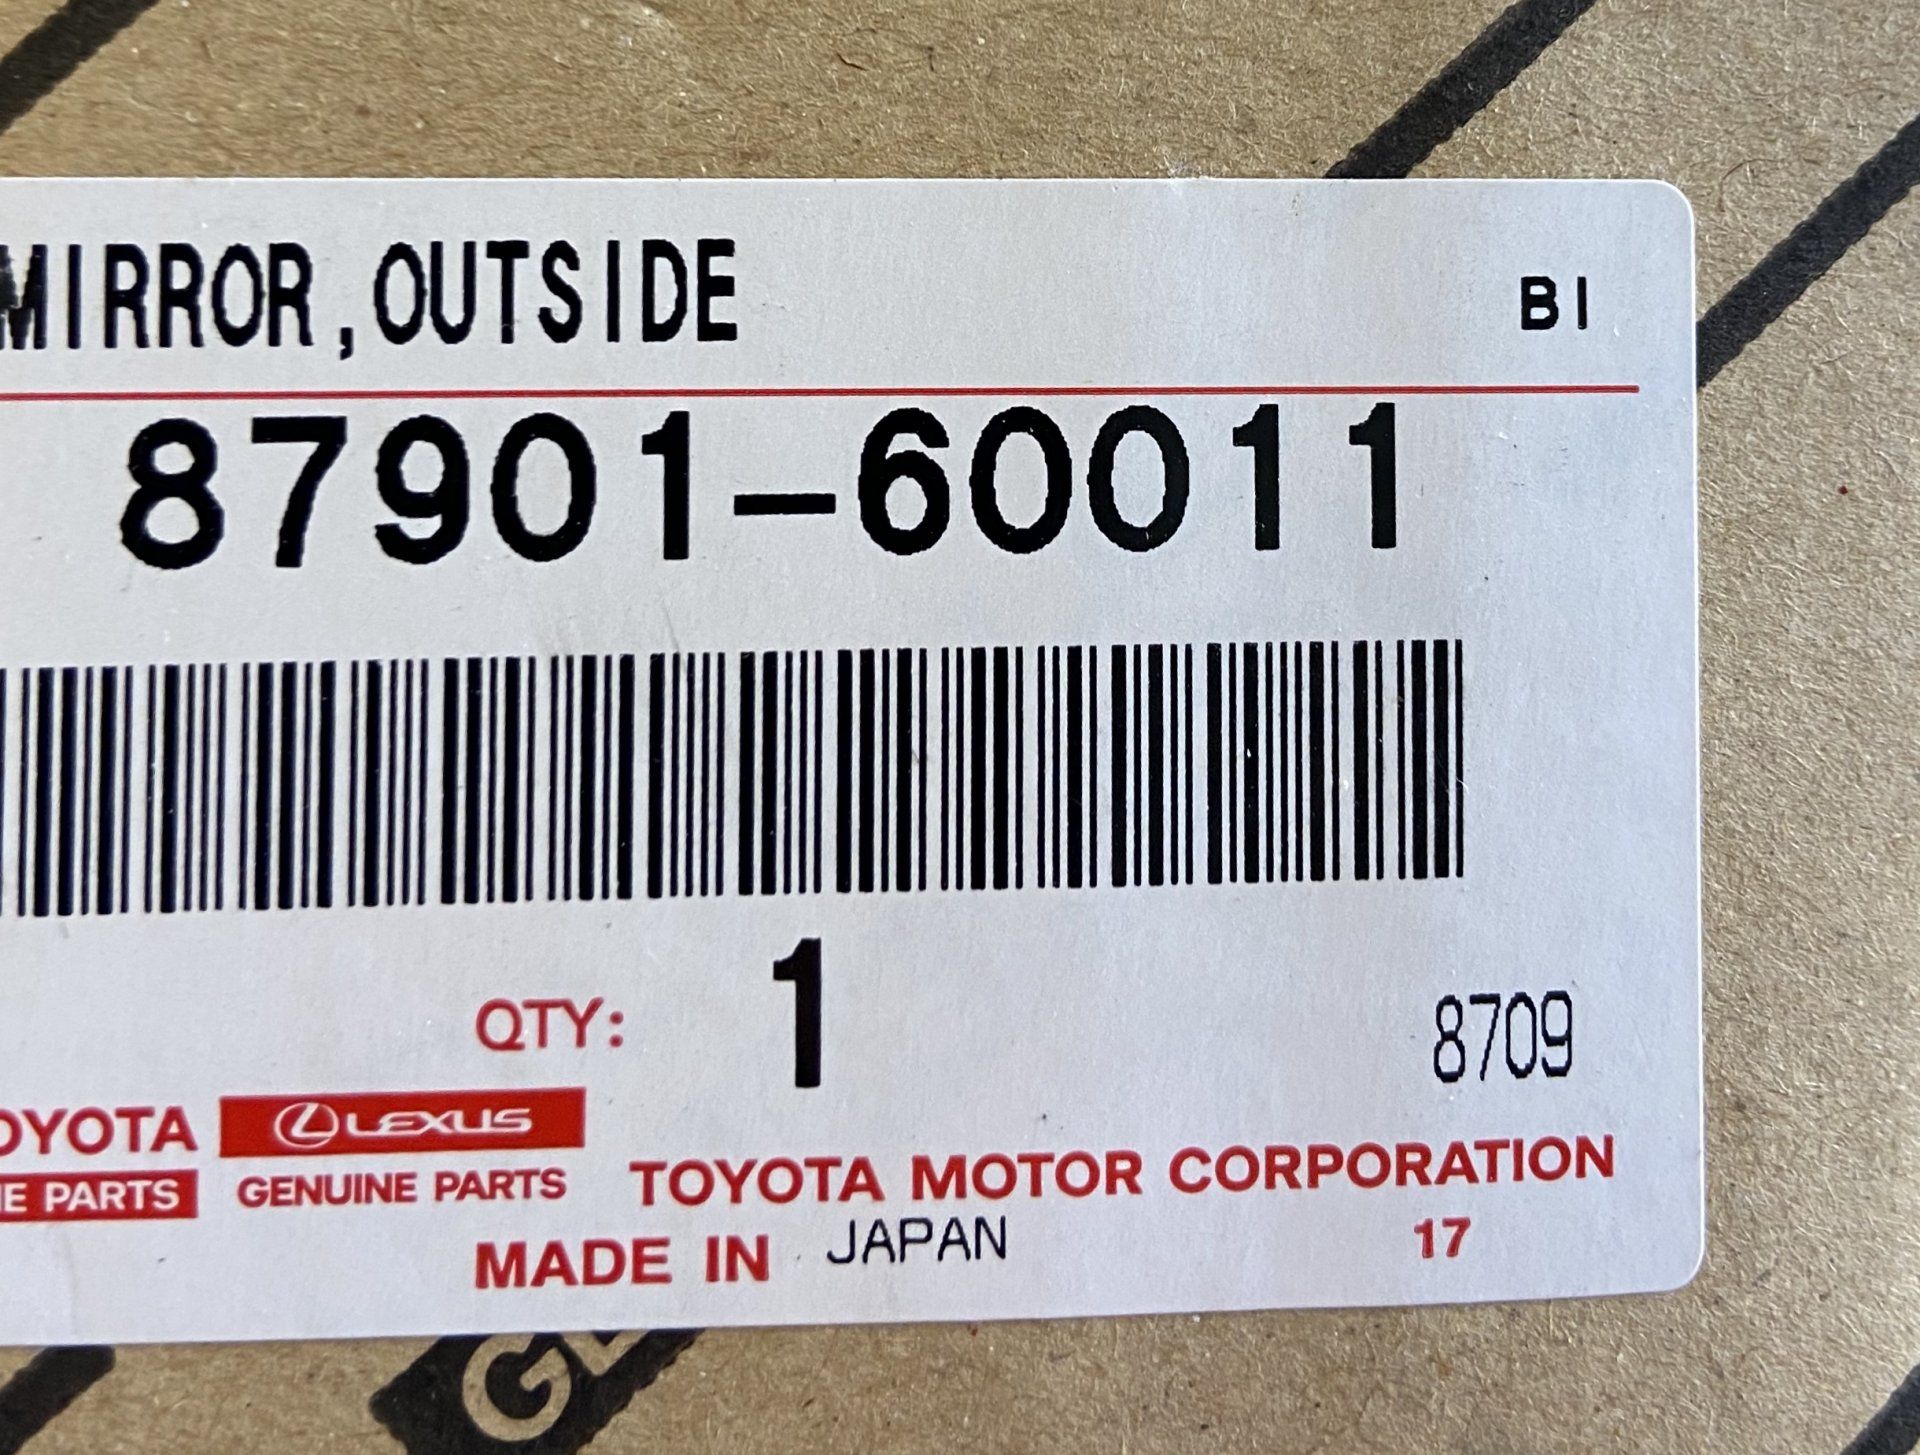 MIRROR,OUTSIDE BI
87901-60011
QTY: 1 8709
TOYOTA LEXUS
PARTS GENUINE PARTS TOYOTA MOTOR CORPORATION
MADE IN JAPAN 17